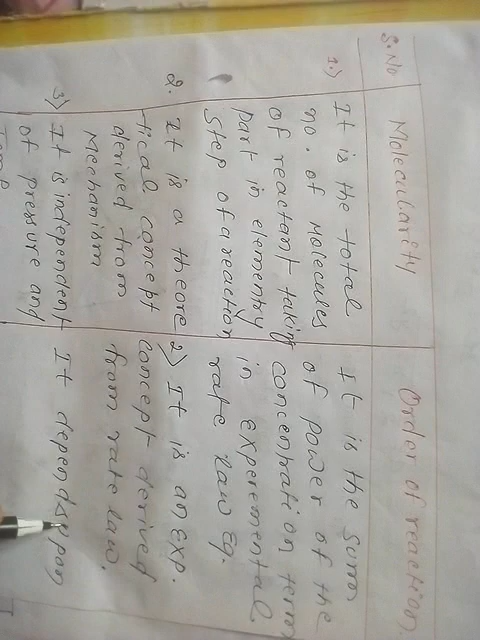 S.No Molecularity Order of reaction
1.) It is the total It is the sum
no. of Molecules of power of the
of reactant taking concentration term
part in elementry in experemental
Step of a reaction rate law Eq.
2. It is a theore 2) It is an exp.
tical concept concept derived
derived from from rate law.
Mechanism
3) It is independent It depends upon
of pressure and
Temp